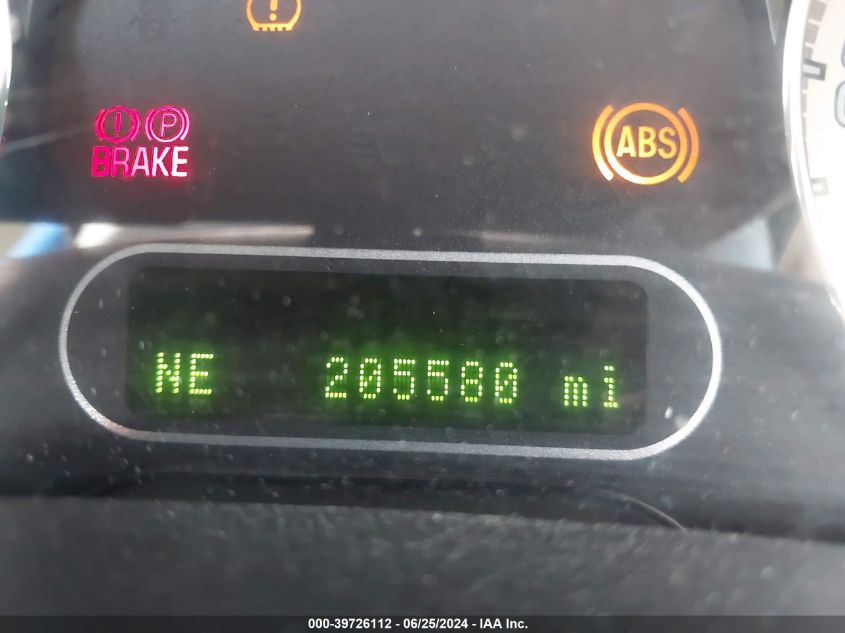 !
! P
BRAKE
ABS
NE 205580 mi
000-39726112 - 06/25/2024 - IAA Inc.